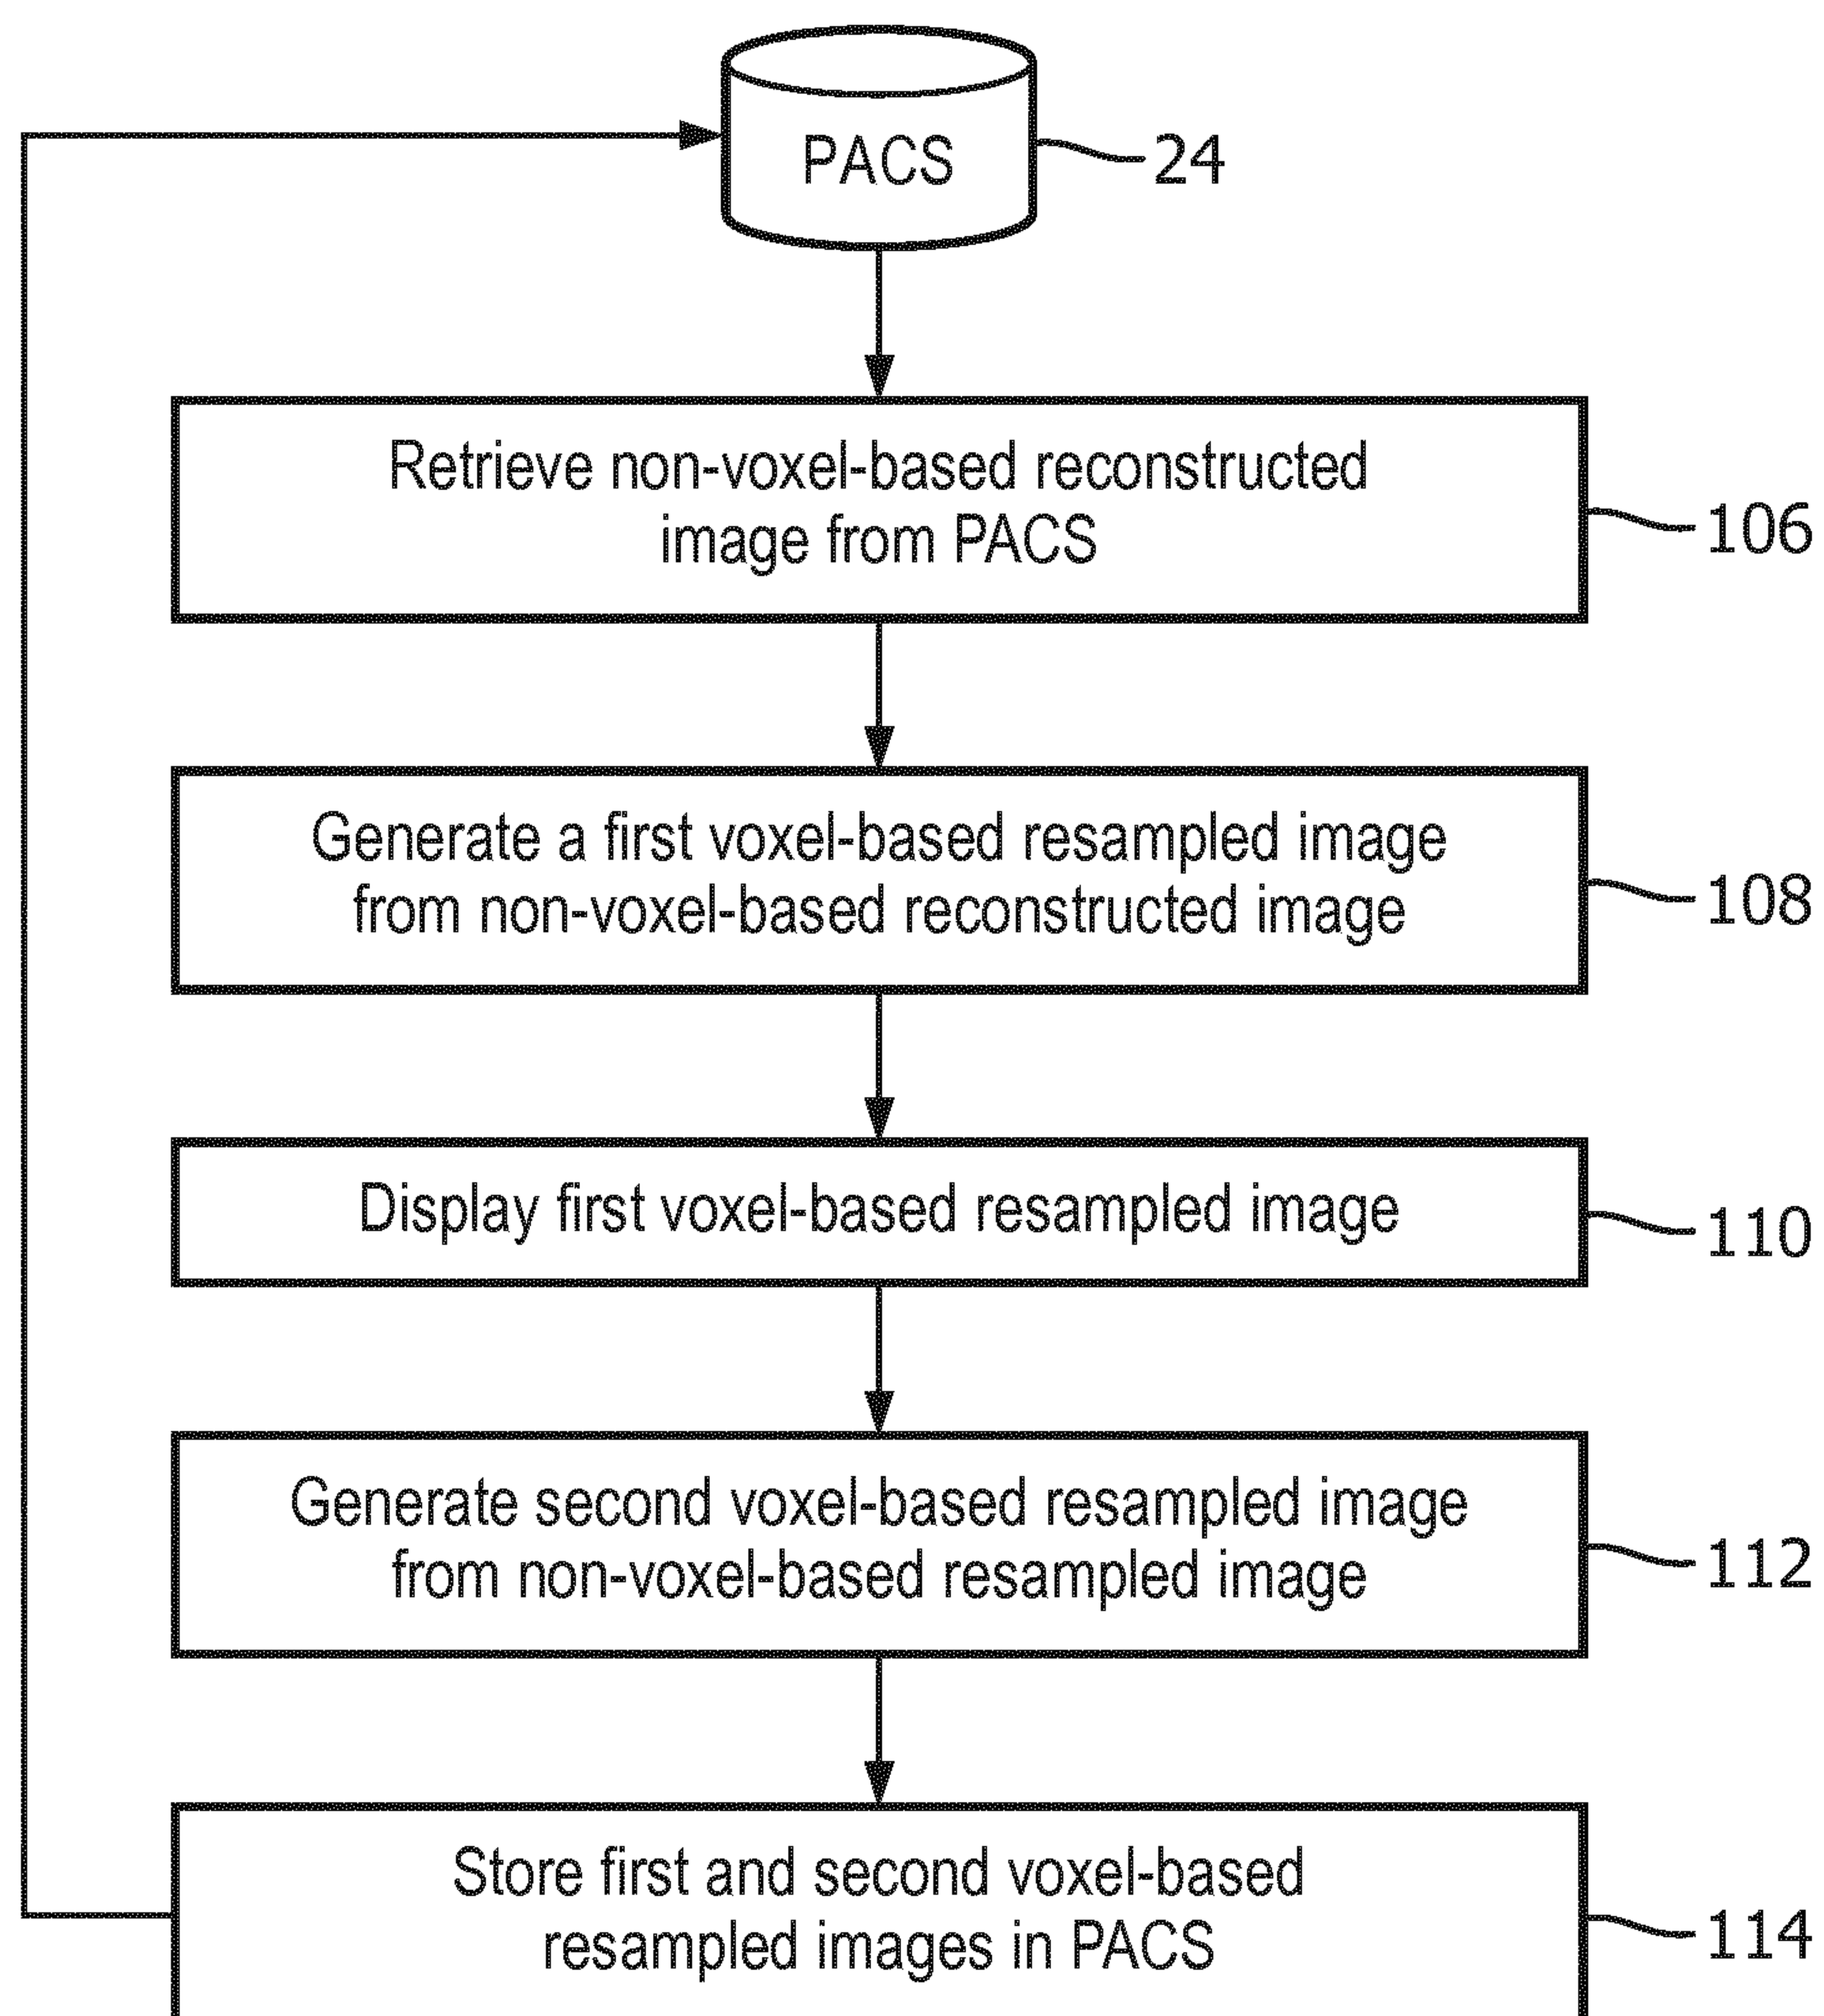 PACS
24
Retrieve non-voxel-based reconstructed
image from PACS
106
Generate a first voxel-based resampled image
from non-voxel-based reconstructed image
108
Display first voxel-based resampled image
110
Generate second voxel-based resampled image
from non-voxel-based resampled image
112
Store first and second voxel-based
resampled images in PACS
114